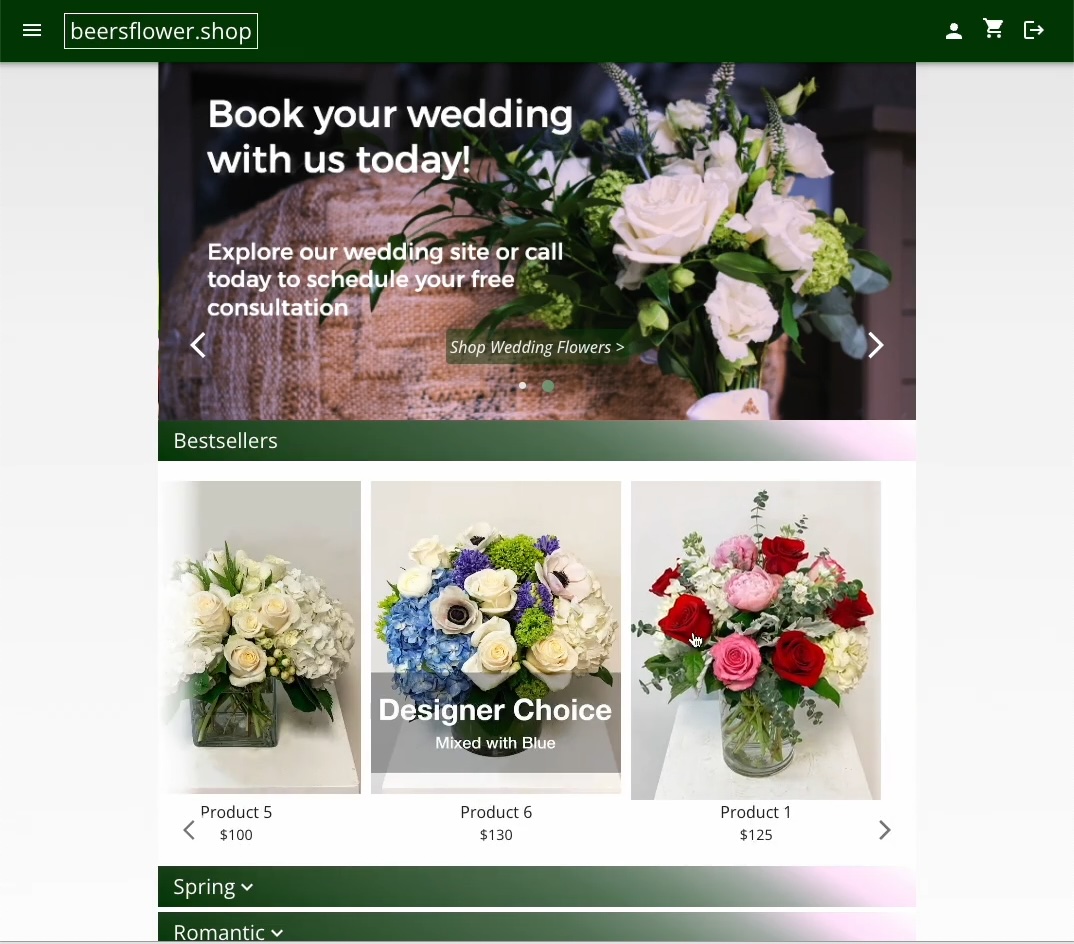 beersflower.shop
Book your wedding
with us today!
Explore our wedding site or call
today to schedule your free
consultation
Shop Wedding Flowers >
Bestsellers
Designer Choice
Mixed with Blue
Product 5
$100
Product 6
$130
Product 1
$125
Spring
Romantic